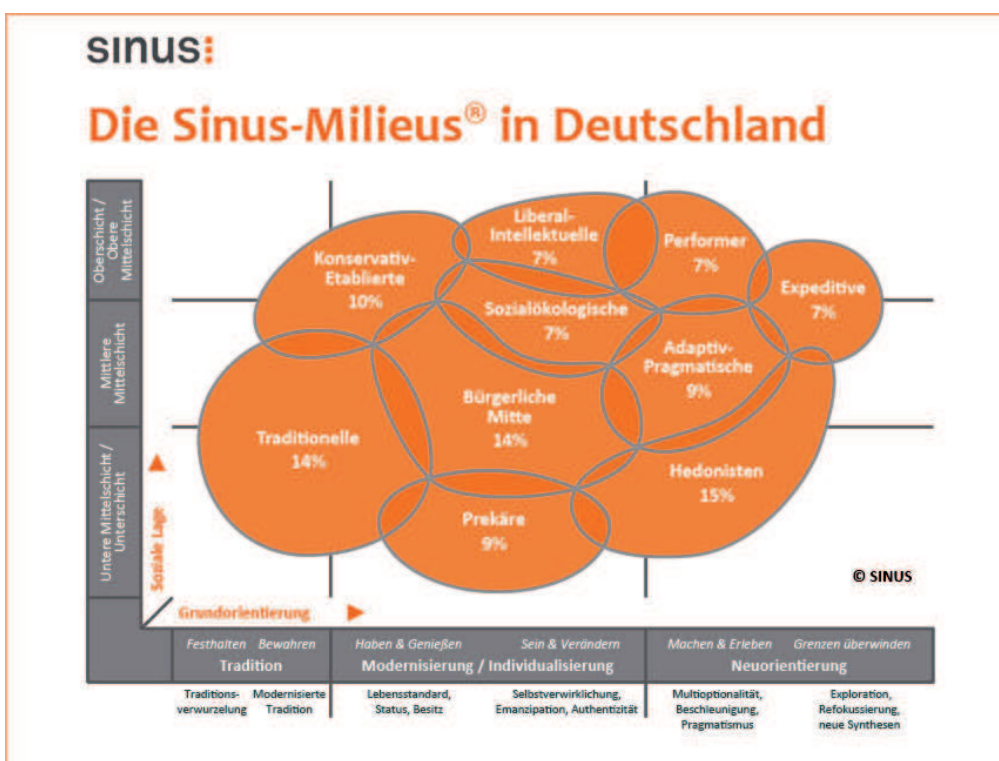 sinus:
Die Sinus-Milieus® in Deutschland
Oberschicht /
Obere
Mittelschicht
Mittlere
Mittelschicht
Untere Mittelschicht /
Unterschicht
Soziale Lage
Konservativ-
Etablierte
10%
Liberal-
Intellektuelle
7%
Performer
7%
Expeditive
7%
Sozialökologische
7%
Adaptiv-
Pragmatische
9%
Bürgerliche
Mitte
14%
Traditionelle
14%
Hedonisten
15%
Prekäre
9%
© SINUS
Grundorientierung
Festhalten Bewahren
Tradition
Haben & Genießen Sein & Verändern
Modernisierung / Individualisierung
Machen & Erleben Grenzen überwinden
Neuorientierung
Traditions-
verwurzelung
Modernisierte
Tradition
Lebensstandard,
Status, Besitz
Selbstverwirklichung,
Emanzipation, Authentizität
Multioptionalität,
Beschleunigung,
Pragmatismus
Exploration,
Refokussierung,
neue Synthesen